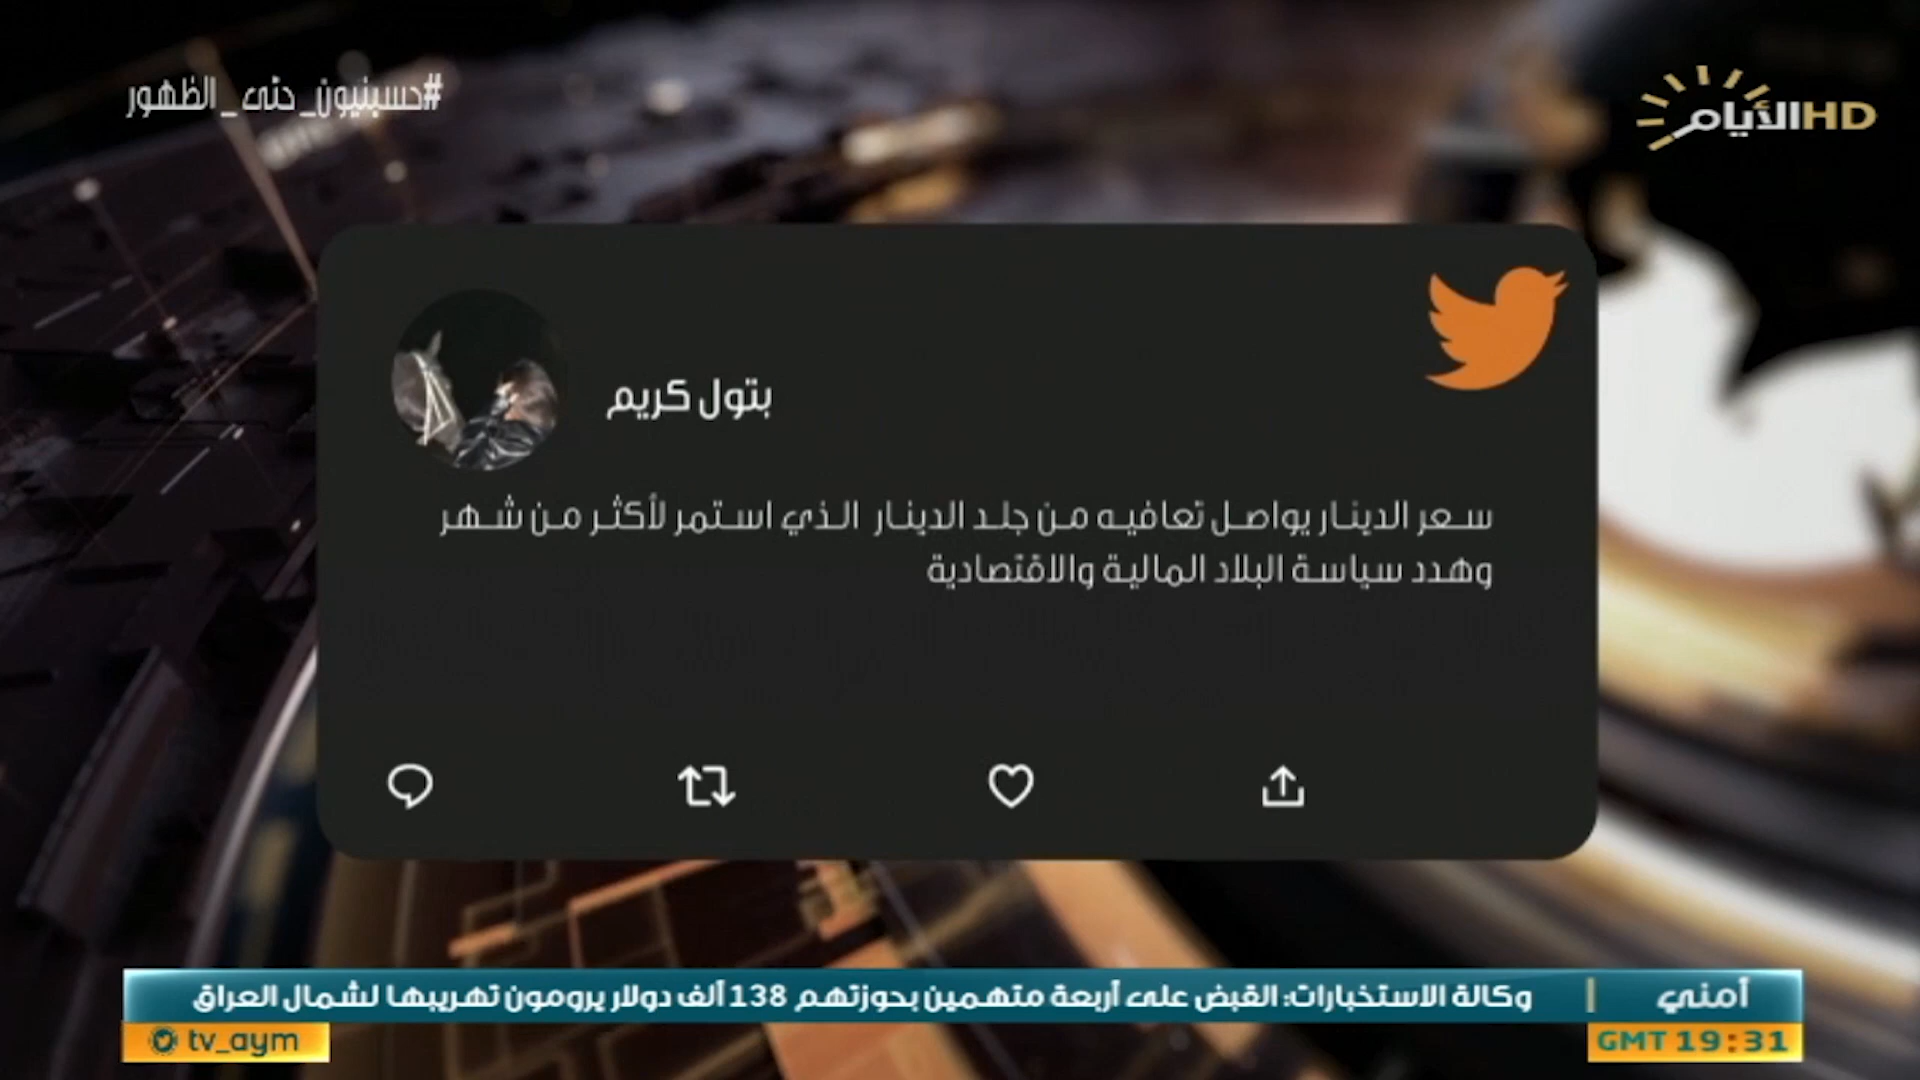 #حسينيون_حتى_الظهور
الأيام HD
بتول كريم
سعر الدينار يواصل تعافيه من جلد الدينار الذي استمر لأكثر من شهر
وهدد سياسة البلاد المالية والاقتصادية
أمني | وكالة الاستخبارات: القبض على أربعة متهمين بحوزتهم 138 ألف دولار يرومون تهريبها لشمال العراق
tv_aym
GMT 19:31